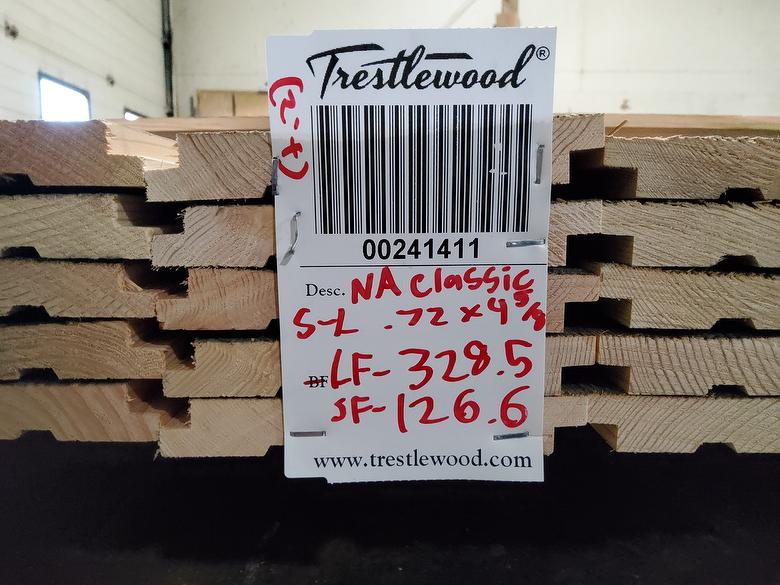 Trestlewood®
(2-t)
00241411
Desc. NA Classic
S-L .72 x 4 5/8
BF LF-328.5
SF-126.6
www.trestlewood.com